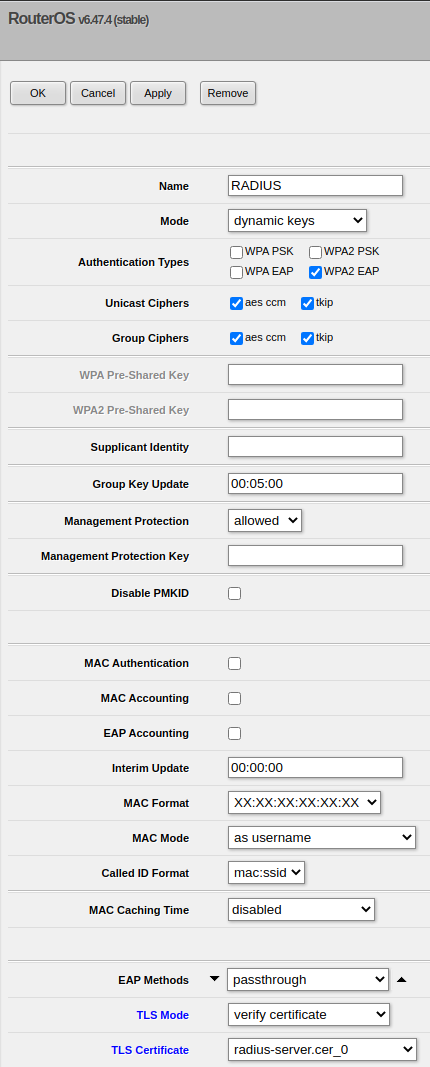 RouterOS v6.47.4 (stable)
OK Cancel Apply Remove
Name RADIUS
Mode dynamic keys
Authentication Types WPA PSK WPA2 PSK
WPA EAP WPA2 EAP
Unicast Ciphers aes ccm tkip
Group Ciphers aes ccm tkip
WPA Pre-Shared Key
WPA2 Pre-Shared Key
Supplicant Identity
Group Key Update 00:05:00
Management Protection allowed
Management Protection Key
Disable PMKID
MAC Authentication
MAC Accounting
EAP Accounting
Interim Update 00:00:00
MAC Format XX:XX:XX:XX:XX:XX
MAC Mode as username
Called ID Format mac:ssid
MAC Caching Time disabled
EAP Methods passthrough
TLS Mode verify certificate
TLS Certificate radius-server.cer_0